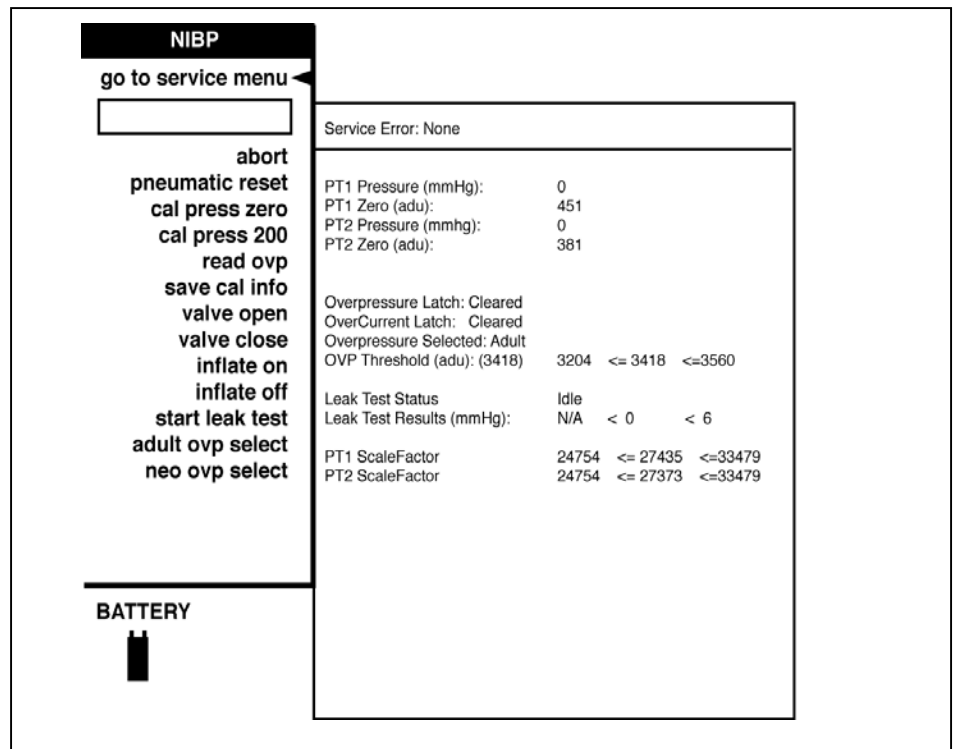 NIBP
go to service menu
abort
pneumatic reset
cal press zero
cal press 200
read ovp
save cal info
valve open
valve close
inflate on
inflate off
start leak test
adult ovp select
neo ovp select
BATTERY
Service Error: None
PT1 Pressure (mmHg): 0
PT1 Zero (adu): 451
PT2 Pressure (mmhg): 0
PT2 Zero (adu): 381
Overpressure Latch: Cleared
OverCurrent Latch: Cleared
Overpressure Selected: Adult
OVP Threshold (adu): (3418) 3204 <= 3418 <=3560
Leak Test Status Idle
Leak Test Results (mmHg): N/A < 0 < 6
PT1 ScaleFactor 24754 <= 27435 <=33479
PT2 ScaleFactor 24754 <= 27373 <=33479